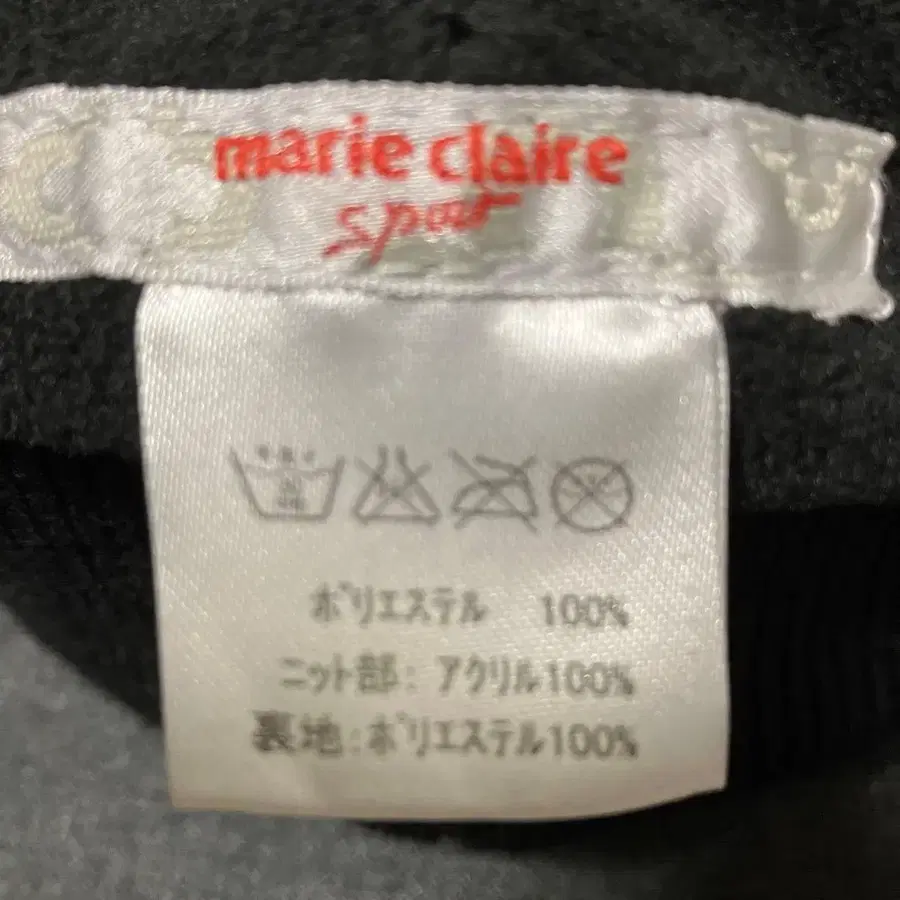 marie claire
sport
ポリエステル 100%
ニット部: アクリル100%
裏地:ポリエステル100%